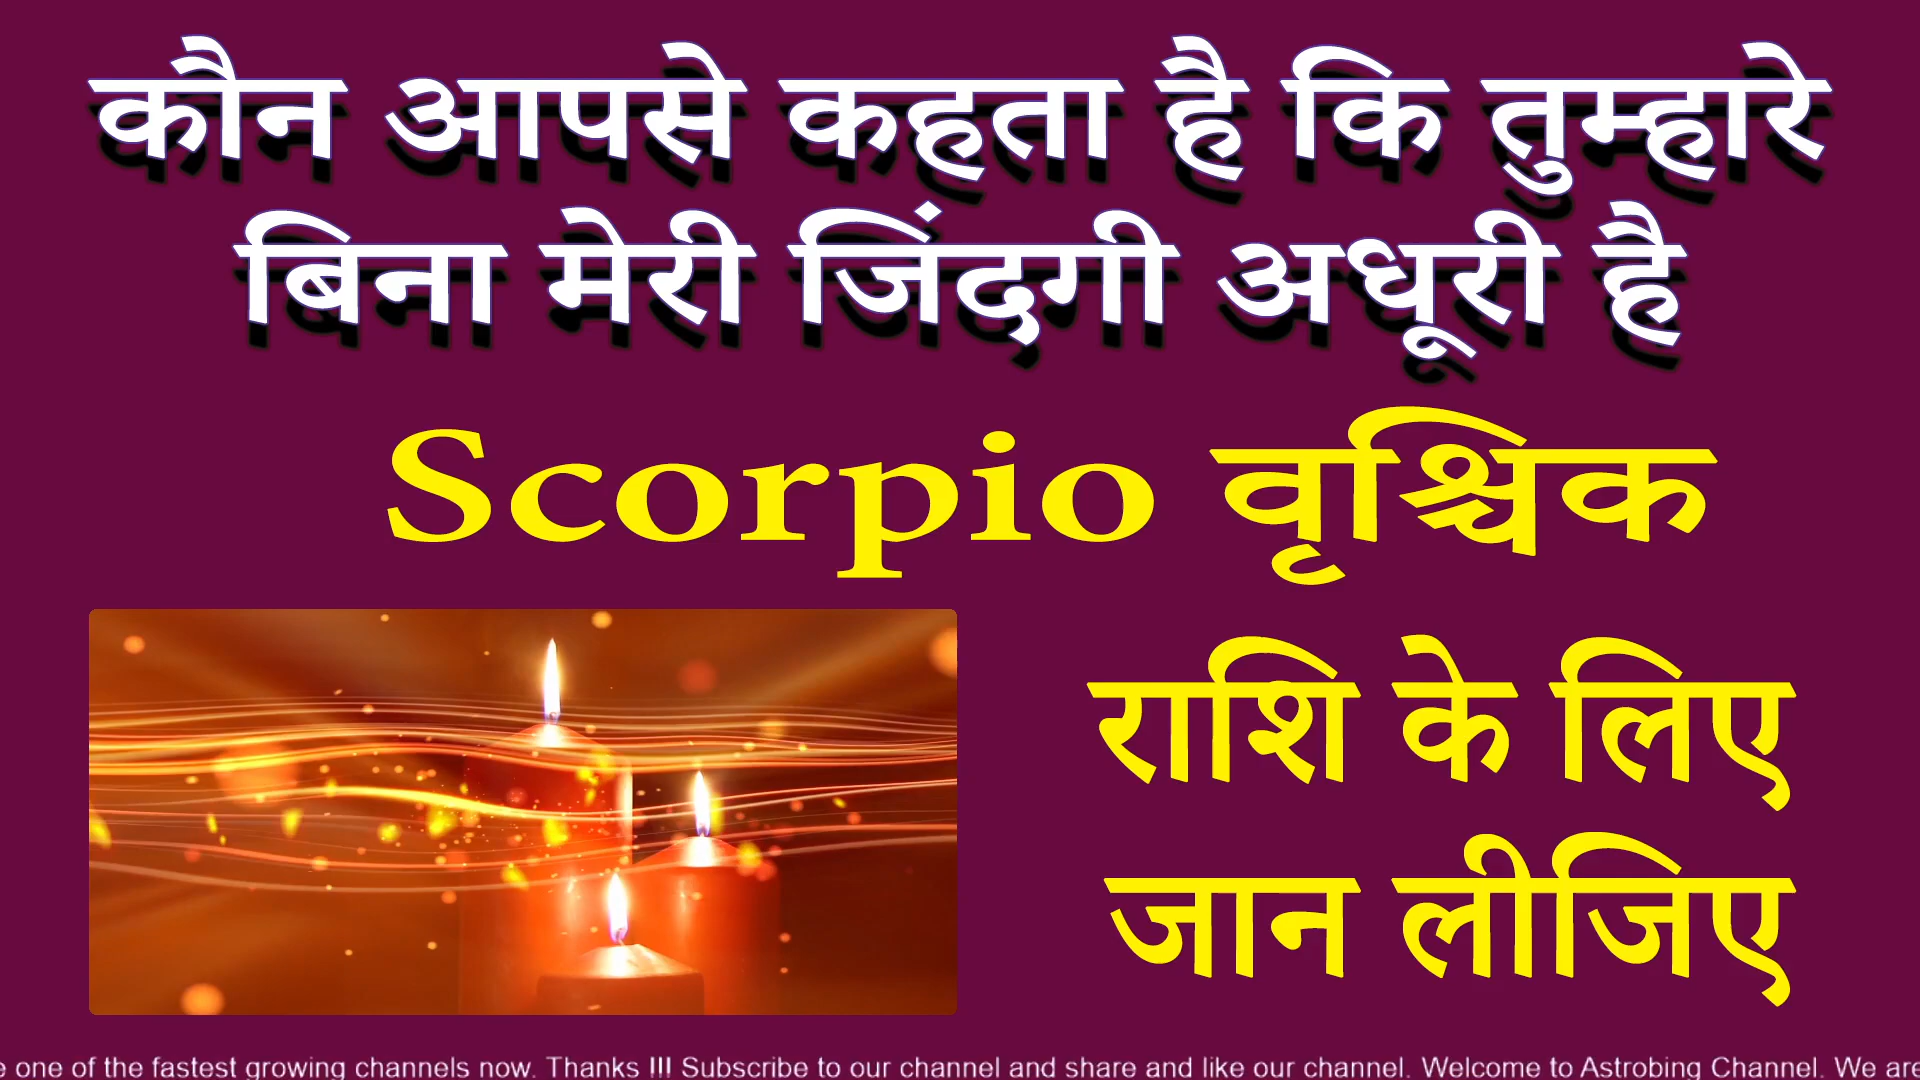 कौन आपसे कहता है कि तुम्हारे
बिना मेरी जिंदगी अधूरी है
Scorpio वृश्चिक
राशि के लिए
जान लीजिए
e one of the fastest growing channels now. Thanks !!! Subscribe to our channel and share and like our channel. Welcome to Astrobing Channel. We are